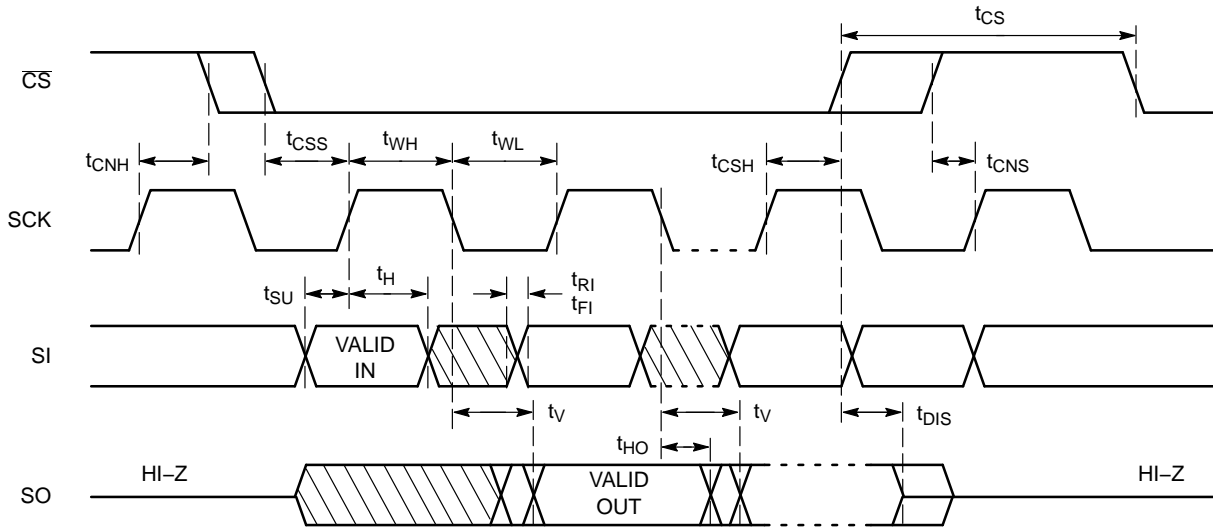 tCS
CS
tCSS
tWH
tWL
tCNH
tCSH
tCNS
SCK
tSU
tH
tRI
tFI
SI
VALID
IN
tV
tV
tDIS
tHO
HI–Z
VALID
OUT
HI–Z
SO